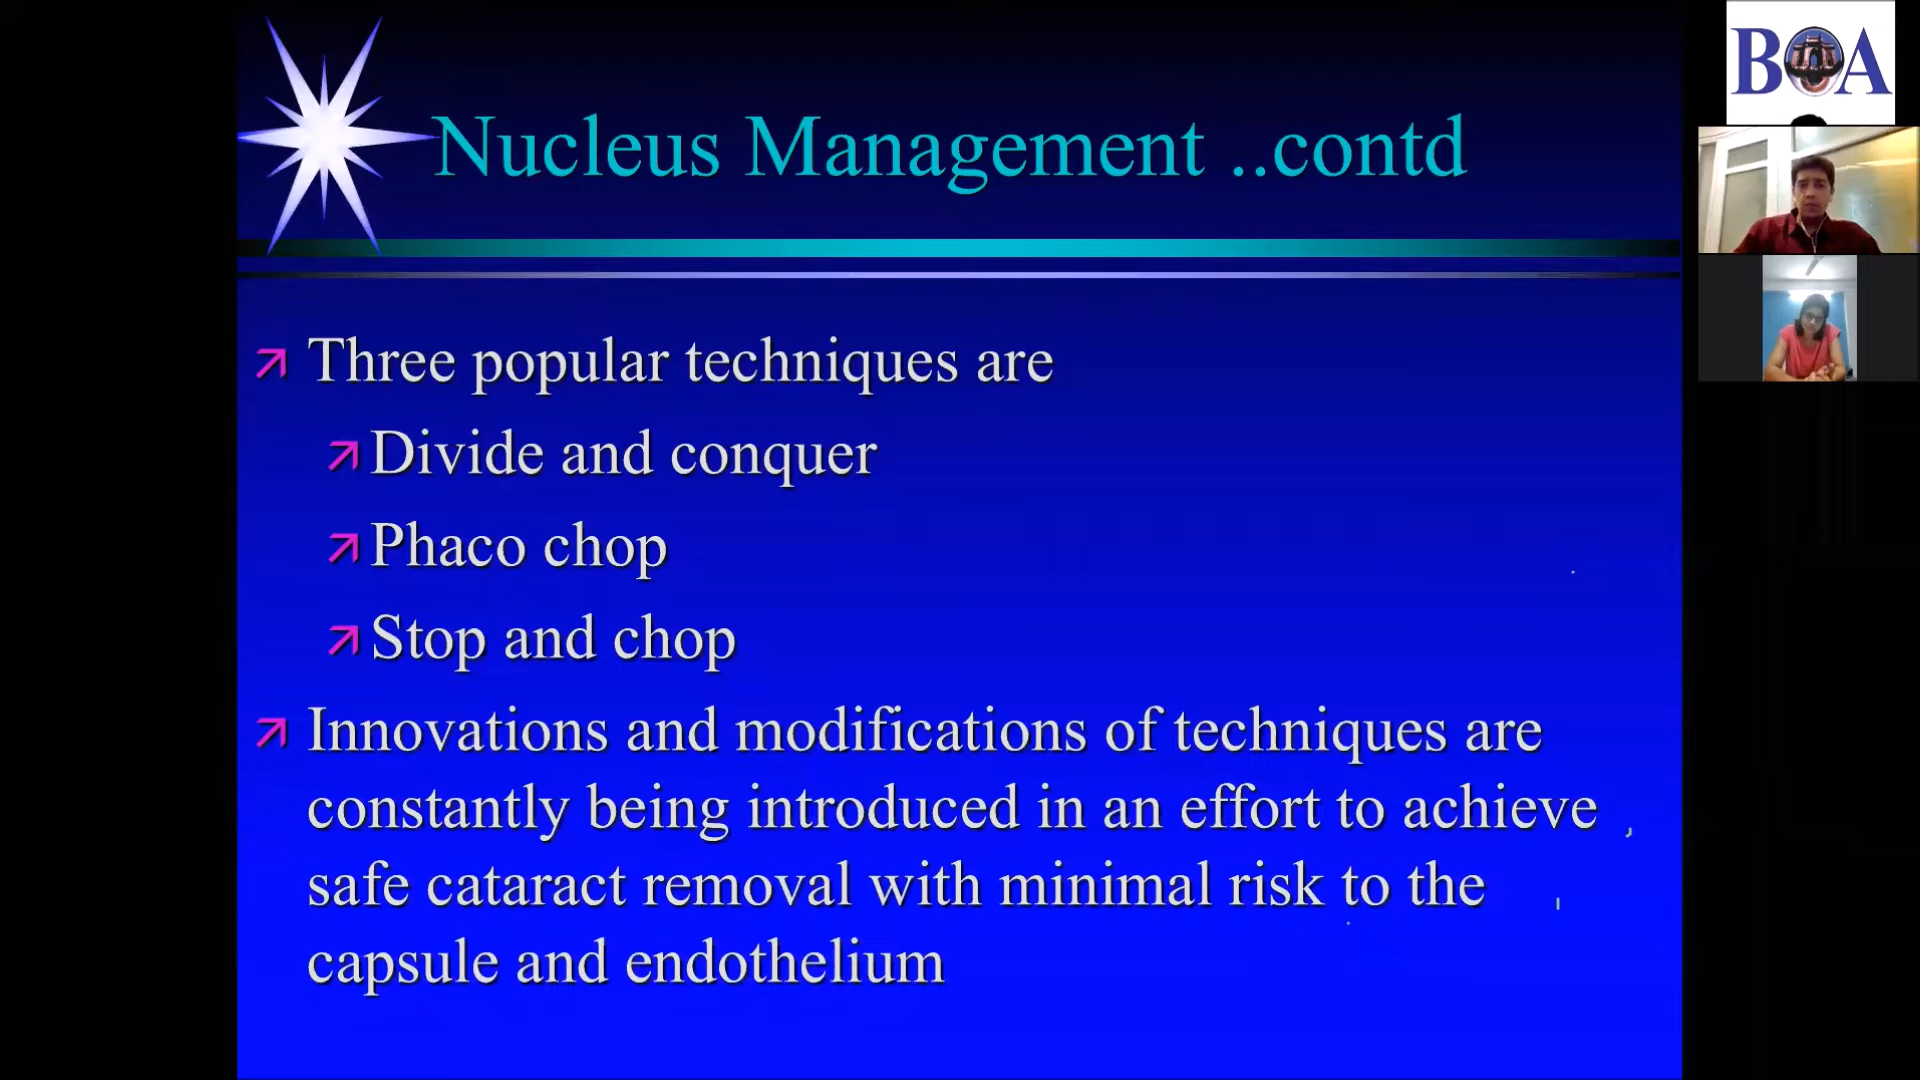 BOA
Nucleus Management ..contd
Three popular techniques are
Divide and conquer
Phaco chop
Stop and chop
Innovations and modifications of techniques are
constantly being introduced in an effort to achieve
safe cataract removal with minimal risk to the
capsule and endothelium